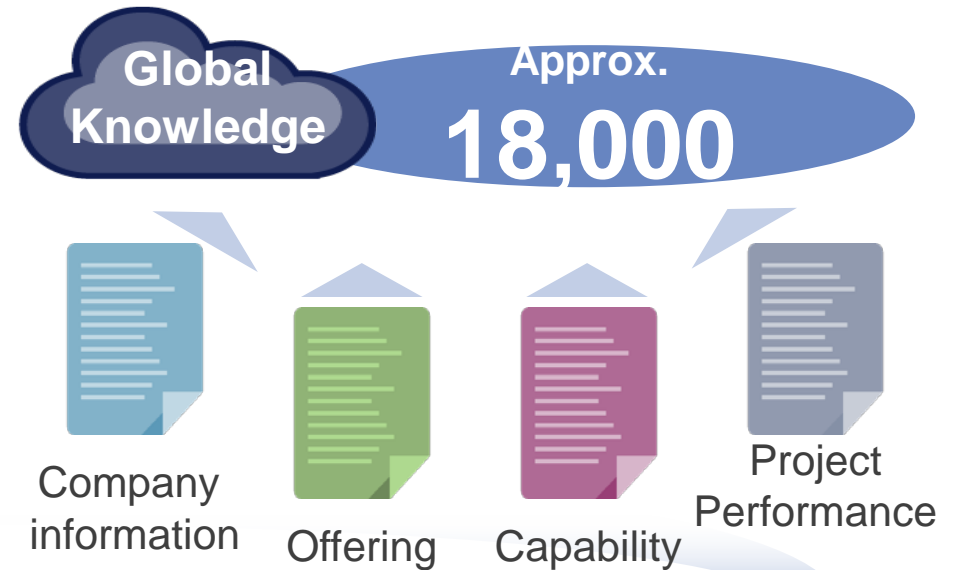 Global
Knowledge
Approx.
18,000
Company
information
Offering
Capability
Project
Performance